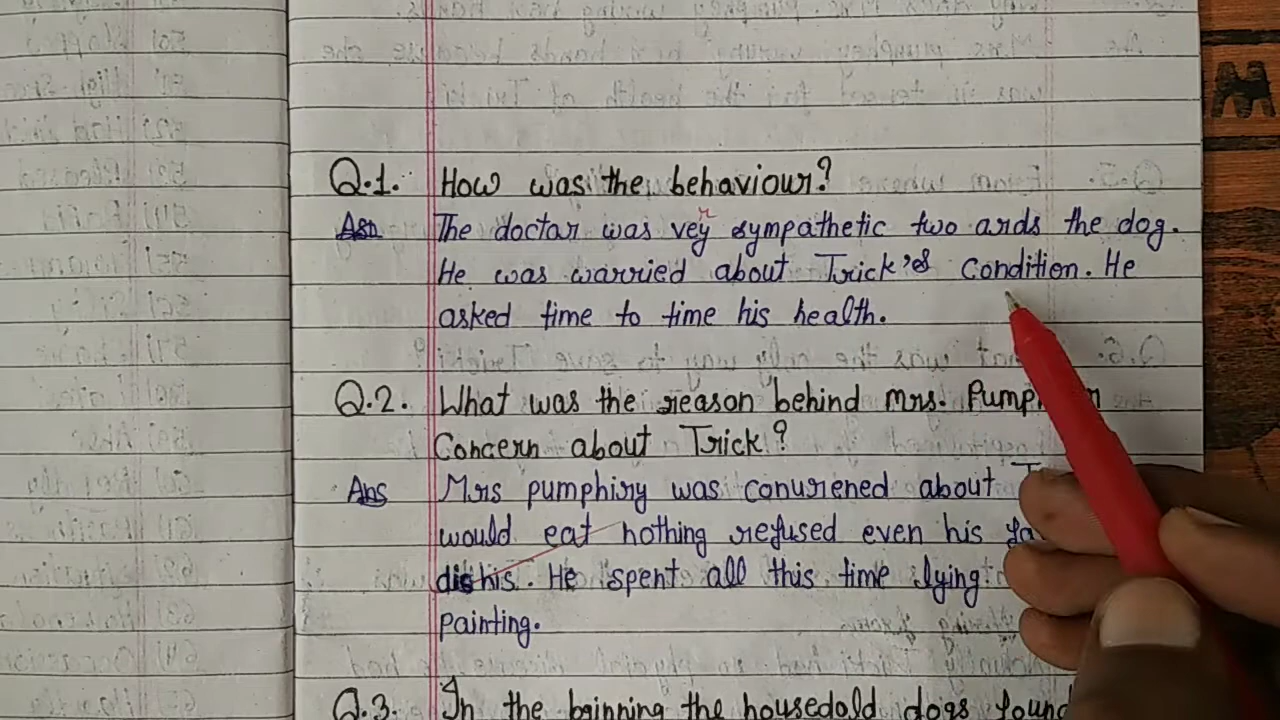 Q.1. How was the behaviour?
Ans The doctar was vey r sympathetic two ards the dog.
He was warried about Trick's Condition. He
asked time to time his health.
Q.2. What was the reason behind mrs.
Concern about Trick?
Ans Mrs pumphiry was conurened about
would eat nothing refused even his
dishis. He spent all this time lying
painting.
Q.3. In the bginning the housedold dogs found